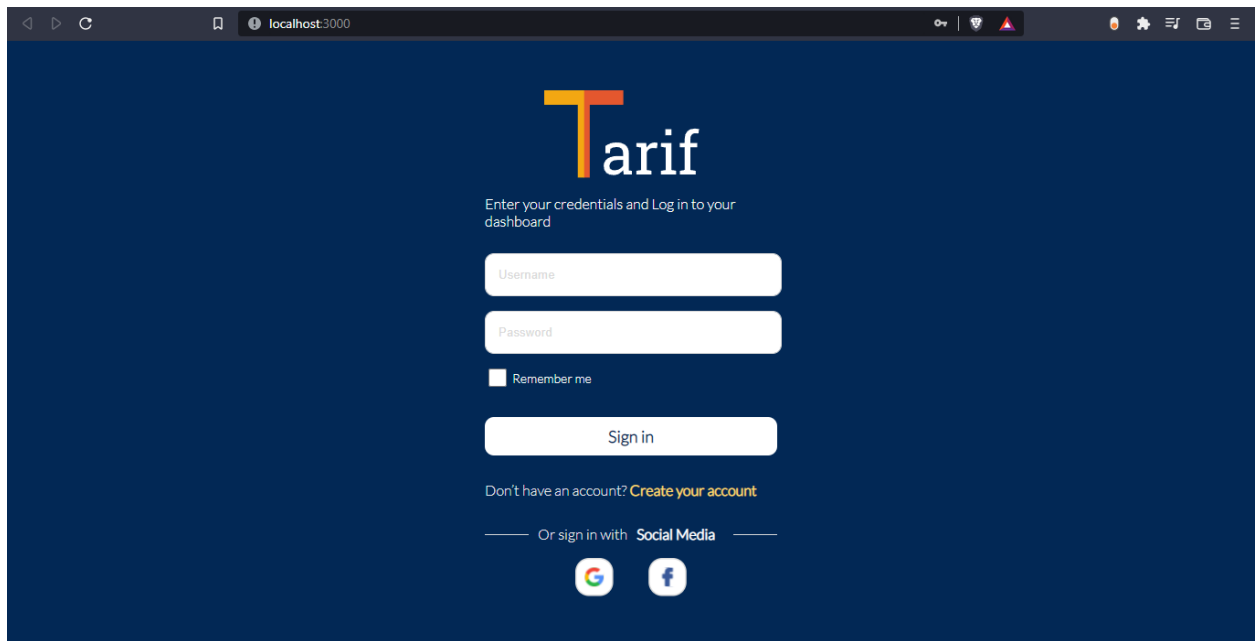 localhost:3000
Tarif
Enter your credentials and Log in to your
dashboard
Username
Password
Remember me
Sign in
Don't have an account? Create your account
Or sign in with Social Media
G f